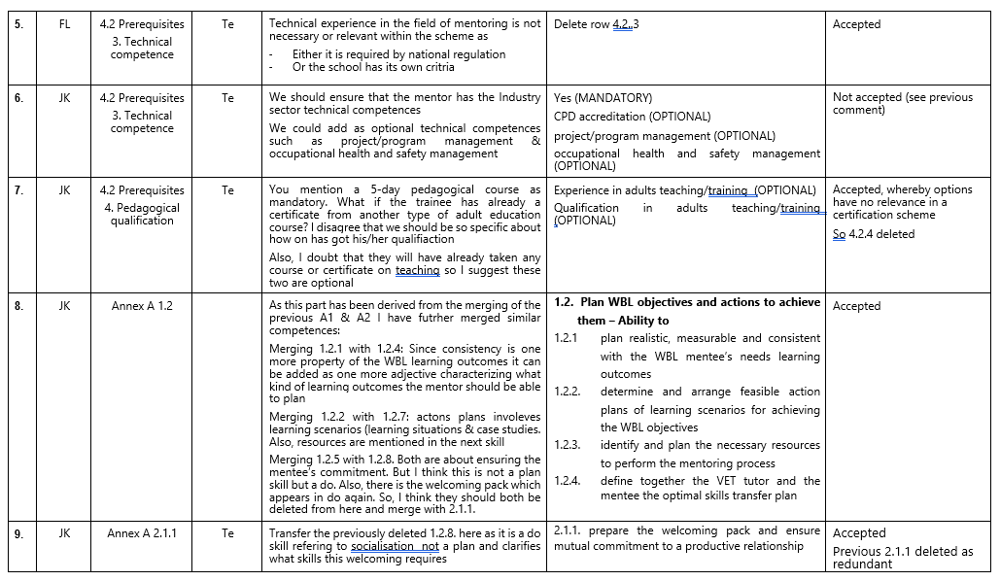 5.
FL
4.2 Prerequisites
3. Technical
competence
Te
Technical experience in the field of mentoring is not
necessary or relevant within the scheme as
- Either it is required by national regulation
- Or the school has its own critria
Delete row 4.2..3
Accepted
6.
JK
4.2 Prerequisites
3. Technical
competence
Te
We should ensure that the mentor has the Industry
sector technical competences
We could add as optional technical competences
such as project/program management &
occupational health and safety management
Yes (MANDATORY)
CPD accreditation (OPTIONAL)
project/program management (OPTIONAL)
occupational health and safety management
(OPTIONAL)
Not accepted (see previous
comment)
7.
JK
4.2 Prerequisites
4. Pedagogical
qualification
Te
You mention a 5-day pedagogical course as
mandatory. What if the trainee has already a
certificate from another type of adult education
course? I disagree that we should be so specific about
how on has got his/her qualifiaction
Also, I doubt that they will have already taken any
course or certificate on teaching so I suggest these
two are optional
Experience in adults teaching/training (OPTIONAL)
Qualification in adults teaching/training
(OPTIONAL)
Accepted, whereby options
have no relevance in a
certification scheme
So 4.2.4 deleted
8.
JK
Annex A 1.2
As this part has been derived from the merging of the
previous A1 & A2 I have futrher merged similar
competences:
Merging 1.2.1 with 1.2.4: Since consistency is one
more property of the WBL learning outcomes it can
be added as one more adjective characterizing what
kind of learning outcomes the mentor should be able
to plan
Merging 1.2.2 with 1.2.7: actons plans involeves
learning scenarios (learning situations & case studies.
Also, resources are mentioned in the next skill
Merging 1.2.5 with 1.2.8. Both are about ensuring the
mentee's commitment. But I think this is not a plan
skill but a do. Also, there is the welcoming pack which
appears in do again. So, I think they should both be
deleted from here and merge with 2.1.1.
1.2. Plan WBL objectives and actions to achieve
them – Ability to
1.2.1 plan realistic, measurable and consistent
with the WBL mentee's needs learning
outcomes
1.2.2. determine and arrange feasible action
plans of learning scenarios for achieving
the WBL objectives
1.2.3. identify and plan the necessary resources
to perform the mentoring process
1.2.4. define together the VET tutor and the
mentee the optimal skills transfer plan
Accepted
9.
JK
Annex A 2.1.1
Te
Transfer the previously deleted 1.2.8. here as it is a do
skill refering to socialisation not a plan and clarifies
what skills this welcoming requires
2.1.1. prepare the welcoming pack and ensure
mutual commitment to a productive relationship
Accepted
Previous 2.1.1 deleted as
redundant